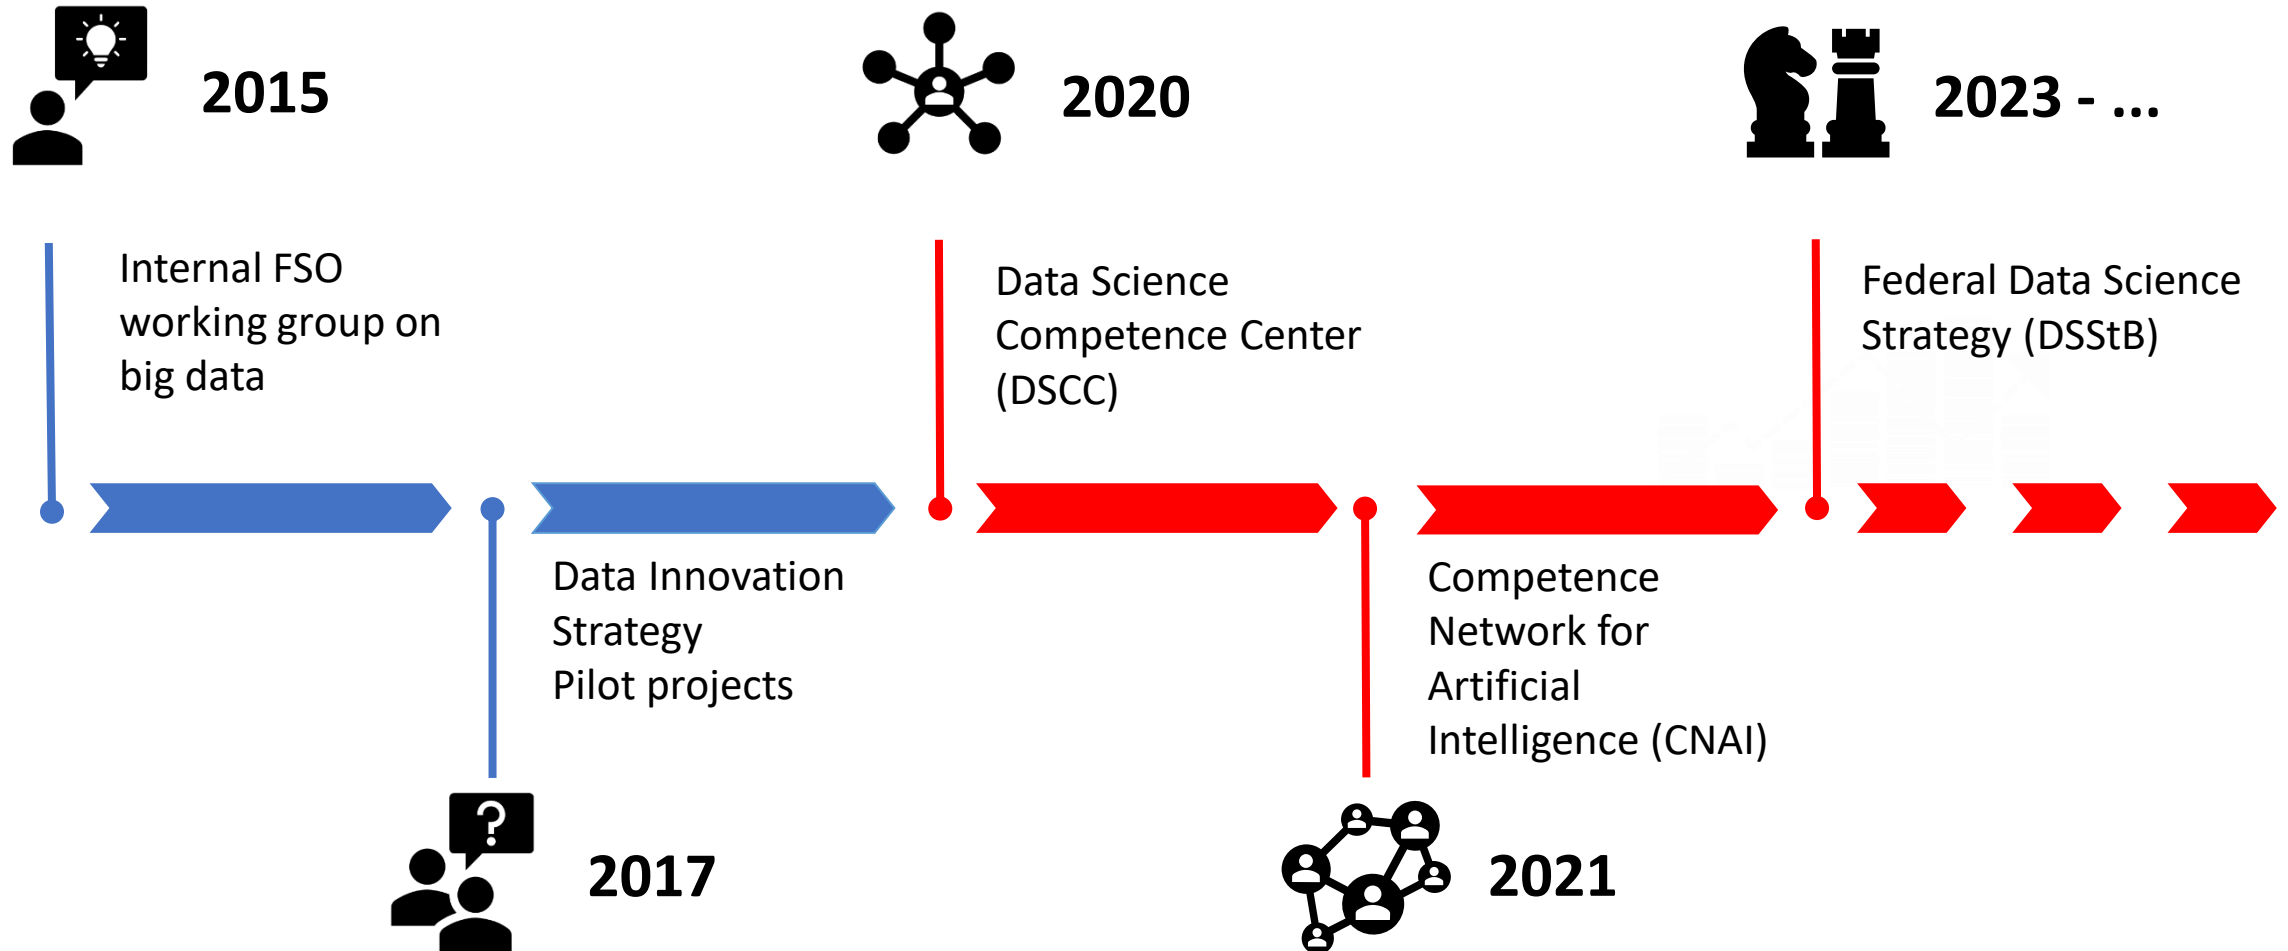 2015
Internal FSO
working group on
big data
2017
Data Innovation
Strategy
Pilot projects
2020
Data Science
Competence Center
(DSCC)
2021
Competence
Network for
Artificial
Intelligence (CNAI)
2023 - ...
Federal Data Science
Strategy (DSStB)
?